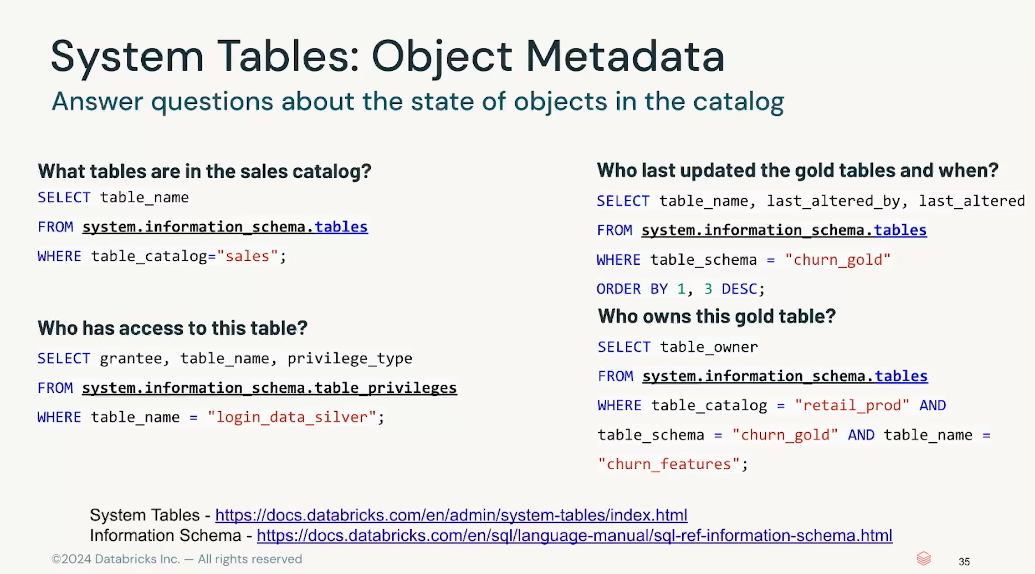 System Tables: Object Metadata
Answer questions about the state of objects in the catalog
What tables are in the sales catalog?
SELECT table_name
FROM system.information_schema.tables
WHERE table_catalog="sales";
Who has access to this table?
SELECT grantee, table_name, privilege_type
FROM system.information_schema.table_privileges
WHERE table_name = "login_data_silver";
Who last updated the gold tables and when?
SELECT table_name, last_altered_by, last_altered
FROM system.information_schema.tables
WHERE table_schema = "churn_gold"
ORDER BY 1, 3 DESC;
Who owns this gold table?
SELECT table_owner
FROM system.information_schema.tables
WHERE table_catalog = "retail_prod" AND
table_schema = "churn_gold" AND table_name =
"churn_features";
System Tables - https://docs.databricks.com/en/admin/system-tables/index.html
Information Schema - https://docs.databricks.com/en/sql/language-manual/sql-ref-information-schema.html
©2024 Databricks Inc. — All rights reserved
35